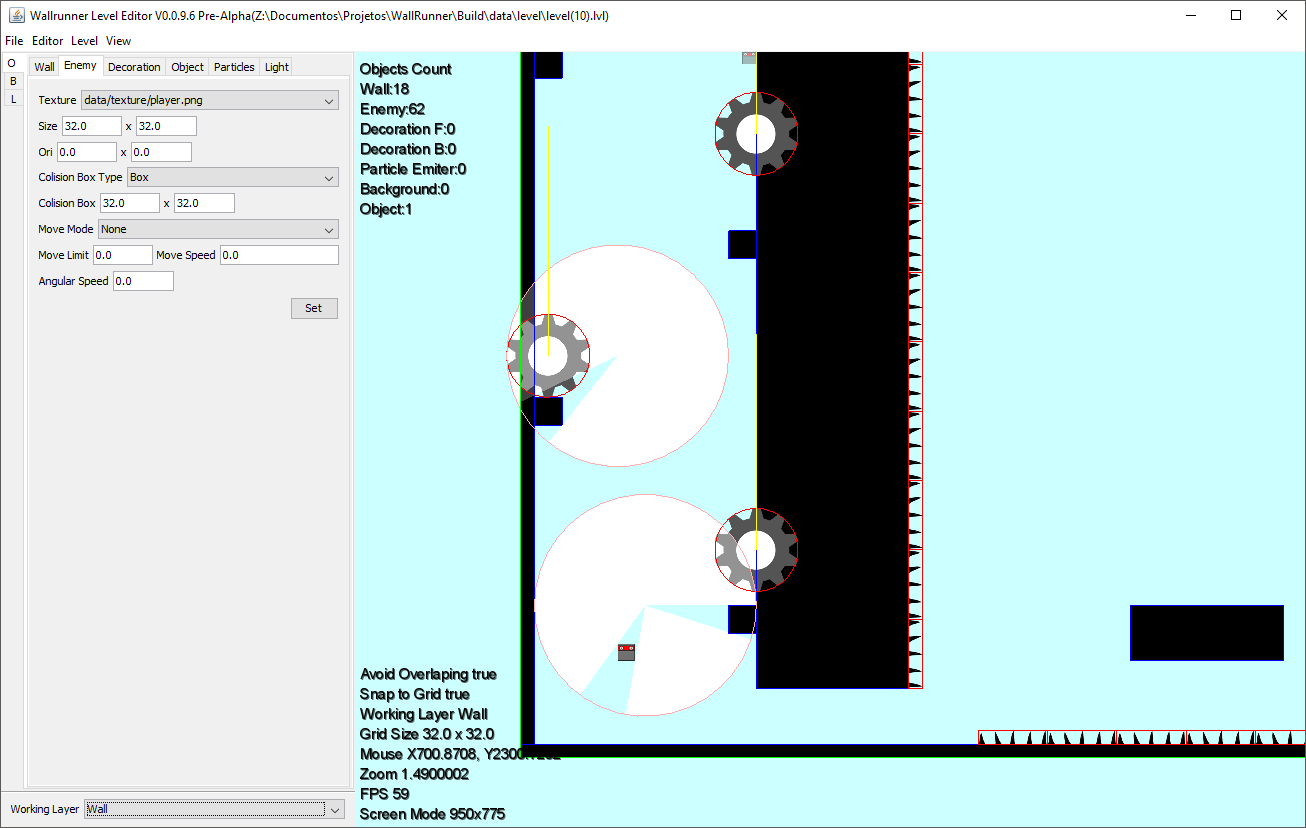 Wallrunner Level Editor V0.0.9.6 Pre-Alpha(Z:\Documentos\Projetos\WallRunner\Build\data\level\level(10).lvl)
File Editor Level View
O
B
L
Wall Enemy Decoration Object Particles Light
Texture data/texture/player.png
Size 32.0 x 32.0
Ori 0.0 x 0.0
Colision Box Type Box
Colision Box 32.0 x 32.0
Move Mode None
Move Limit 0.0 Move Speed 0.0
Angular Speed 0.0
Set
Working Layer Wall
Objects Count
Wall:18
Enemy:62
Decoration F:0
Decoration B:0
Particle Emiter:0
Background:0
Object:1
Avoid Overlaping true
Snap to Grid true
Working Layer Wall
Grid Size 32.0 x 32.0
Mouse X700.8708, Y2300
Zoom 1.4900002
FPS 59
Screen Mode 950x775